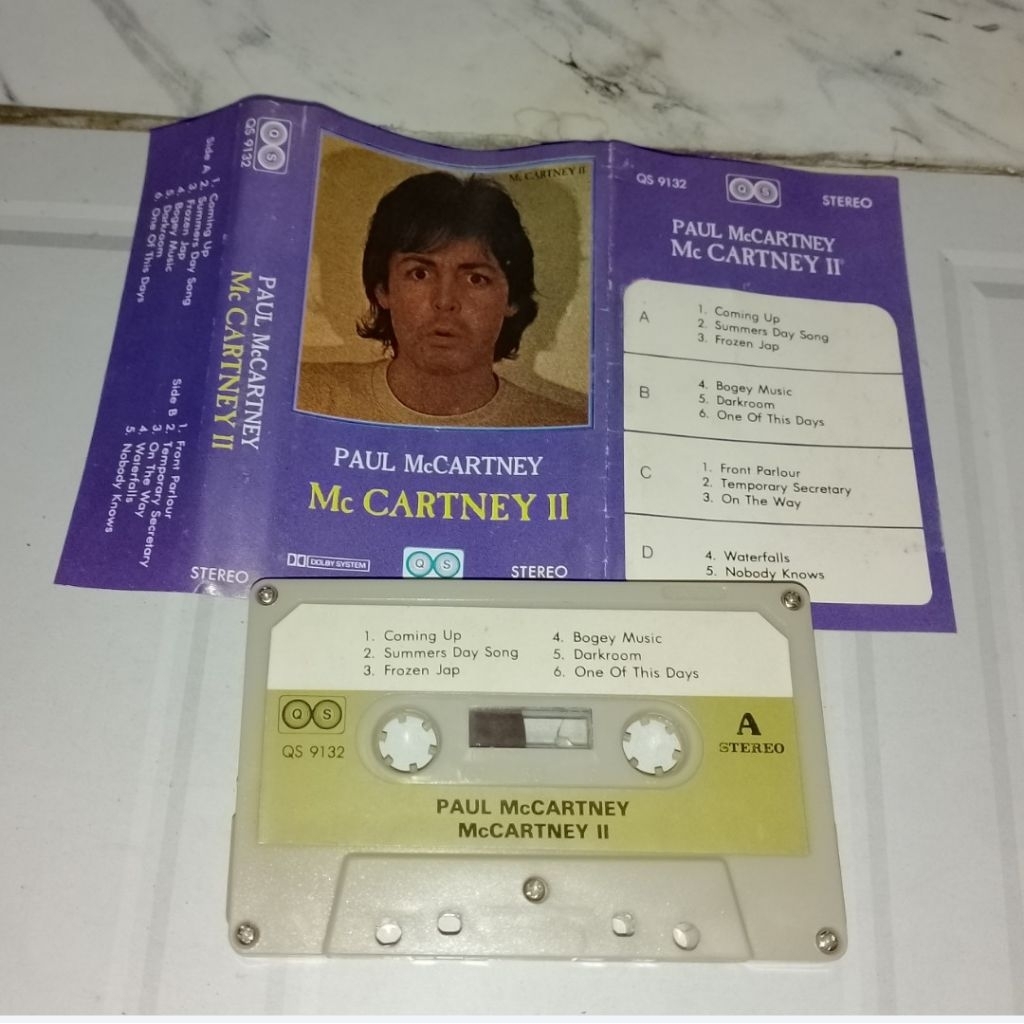 QS
QS 9132
Side A 1. Coming Up
2. Summers Day Song
3. Frozen Jap
4. Bogey Music
5. Darkroom
6. One Of This Days
PAUL McCARTNEY
Mc CARTNEY II
Side B 1. Front Parlour
2. Temporary Secretary
3. On The Way
4. Waterfalls
5. Nobody Knows
STEREO
Mc CARTNEY II
PAUL McCARTNEY
Mc CARTNEY II
DOLBY SYSTEM
QS
STEREO
QS 9132
QS
STEREO
PAUL McCARTNEY
Mc CARTNEY II
A
1. Coming Up
2. Summers Day Song
3. Frozen Jap
B
4. Bogey Music
5. Darkroom
6. One Of This Days
C
1. Front Parlour
2. Temporary Secretary
3. On The Way
D
4. Waterfalls
5. Nobody Knows
1. Coming Up
2. Summers Day Song
3. Frozen Jap
4. Bogey Music
5. Darkroom
6. One Of This Days
QS
QS 9132
A
STEREO
PAUL McCARTNEY
McCARTNEY II